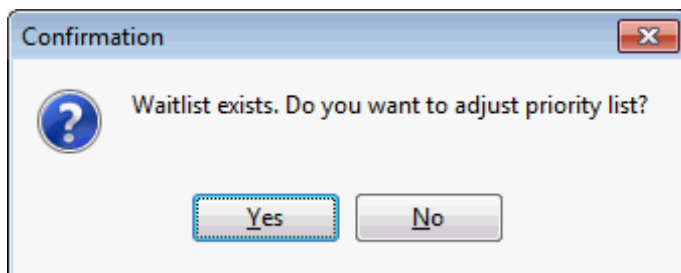 Confirmation
Waitlist exists. Do you want to adjust priority list?
Yes
No